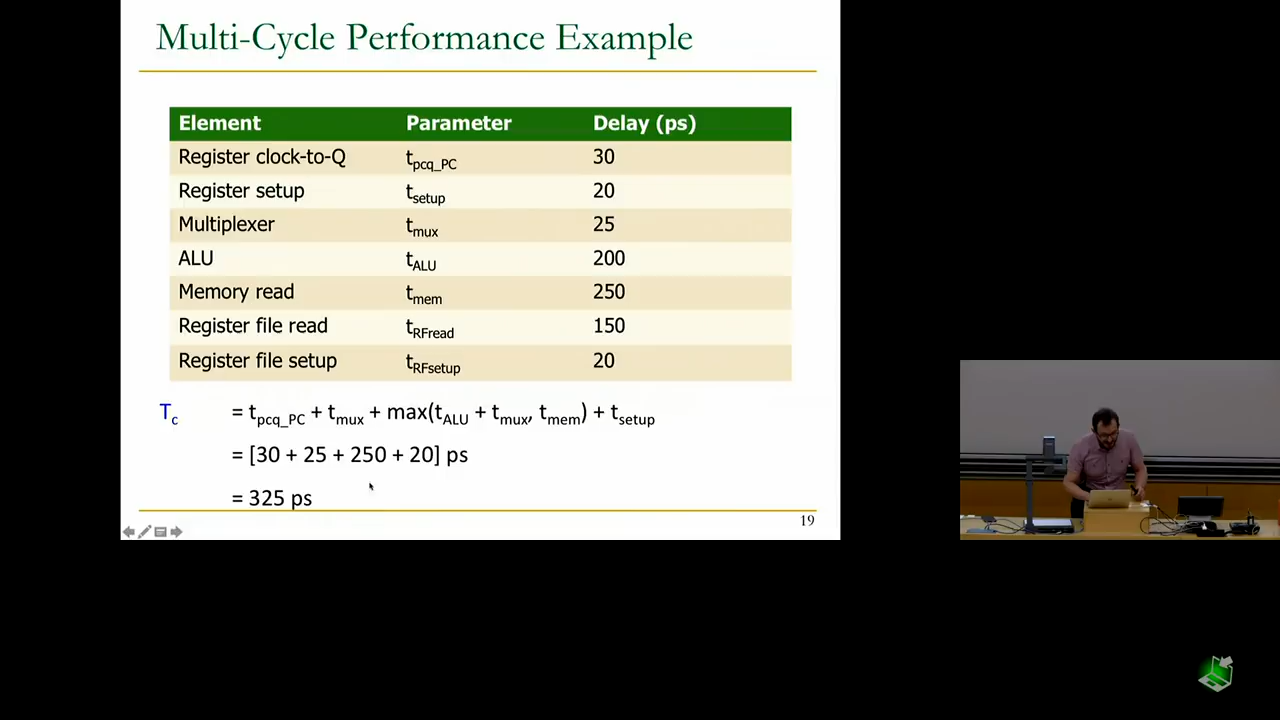 Multi-Cycle Performance Example
Element Parameter Delay (ps)
Register clock-to-Q tpcq_PC 30
Register setup tsetup 20
Multiplexer tmux 25
ALU tALU 200
Memory read tmem 250
Register file read tRFread 150
Register file setup tRFsetup 20
Tc = tpcq_PC + tmux + max(tALU + tmux, tmem) + tsetup
= [30 + 25 + 250 + 20] ps
= 325 ps
19